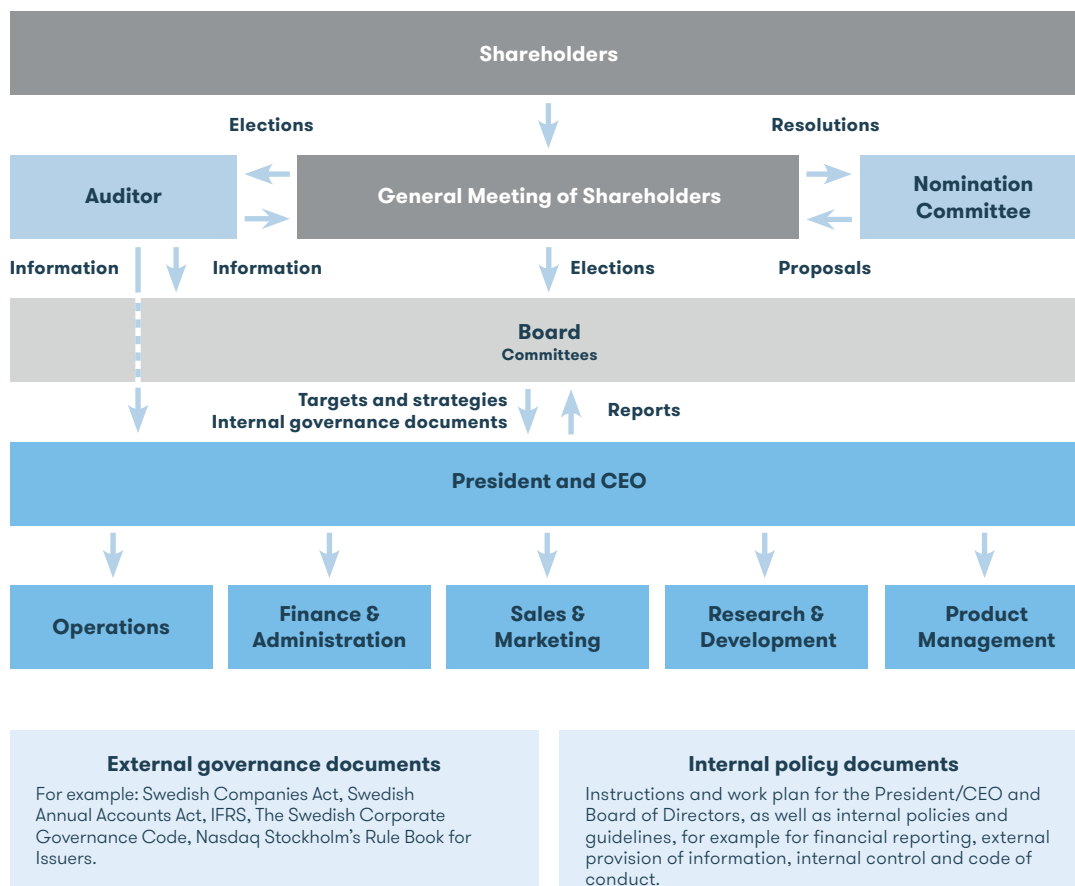 Shareholders
Elections
Resolutions
Auditor
General Meeting of Shareholders
Nomination
Committee
Information
Information
Elections
Proposals
Board
Committees
Targets and strategies
Internal governance documents
Reports
President and CEO
Operations
Finance &
Administration
Sales &
Marketing
Research &
Development
Product
Management
External governance documents
For example: Swedish Companies Act, Swedish
Annual Accounts Act, IFRS, The Swedish Corporate
Governance Code, Nasdaq Stockholm's Rule Book for
Issuers.
Internal policy documents
Instructions and work plan for the President/CEO and
Board of Directors, as well as internal policies and
guidelines, for example for financial reporting, external
provision of information, internal control and code of
conduct.